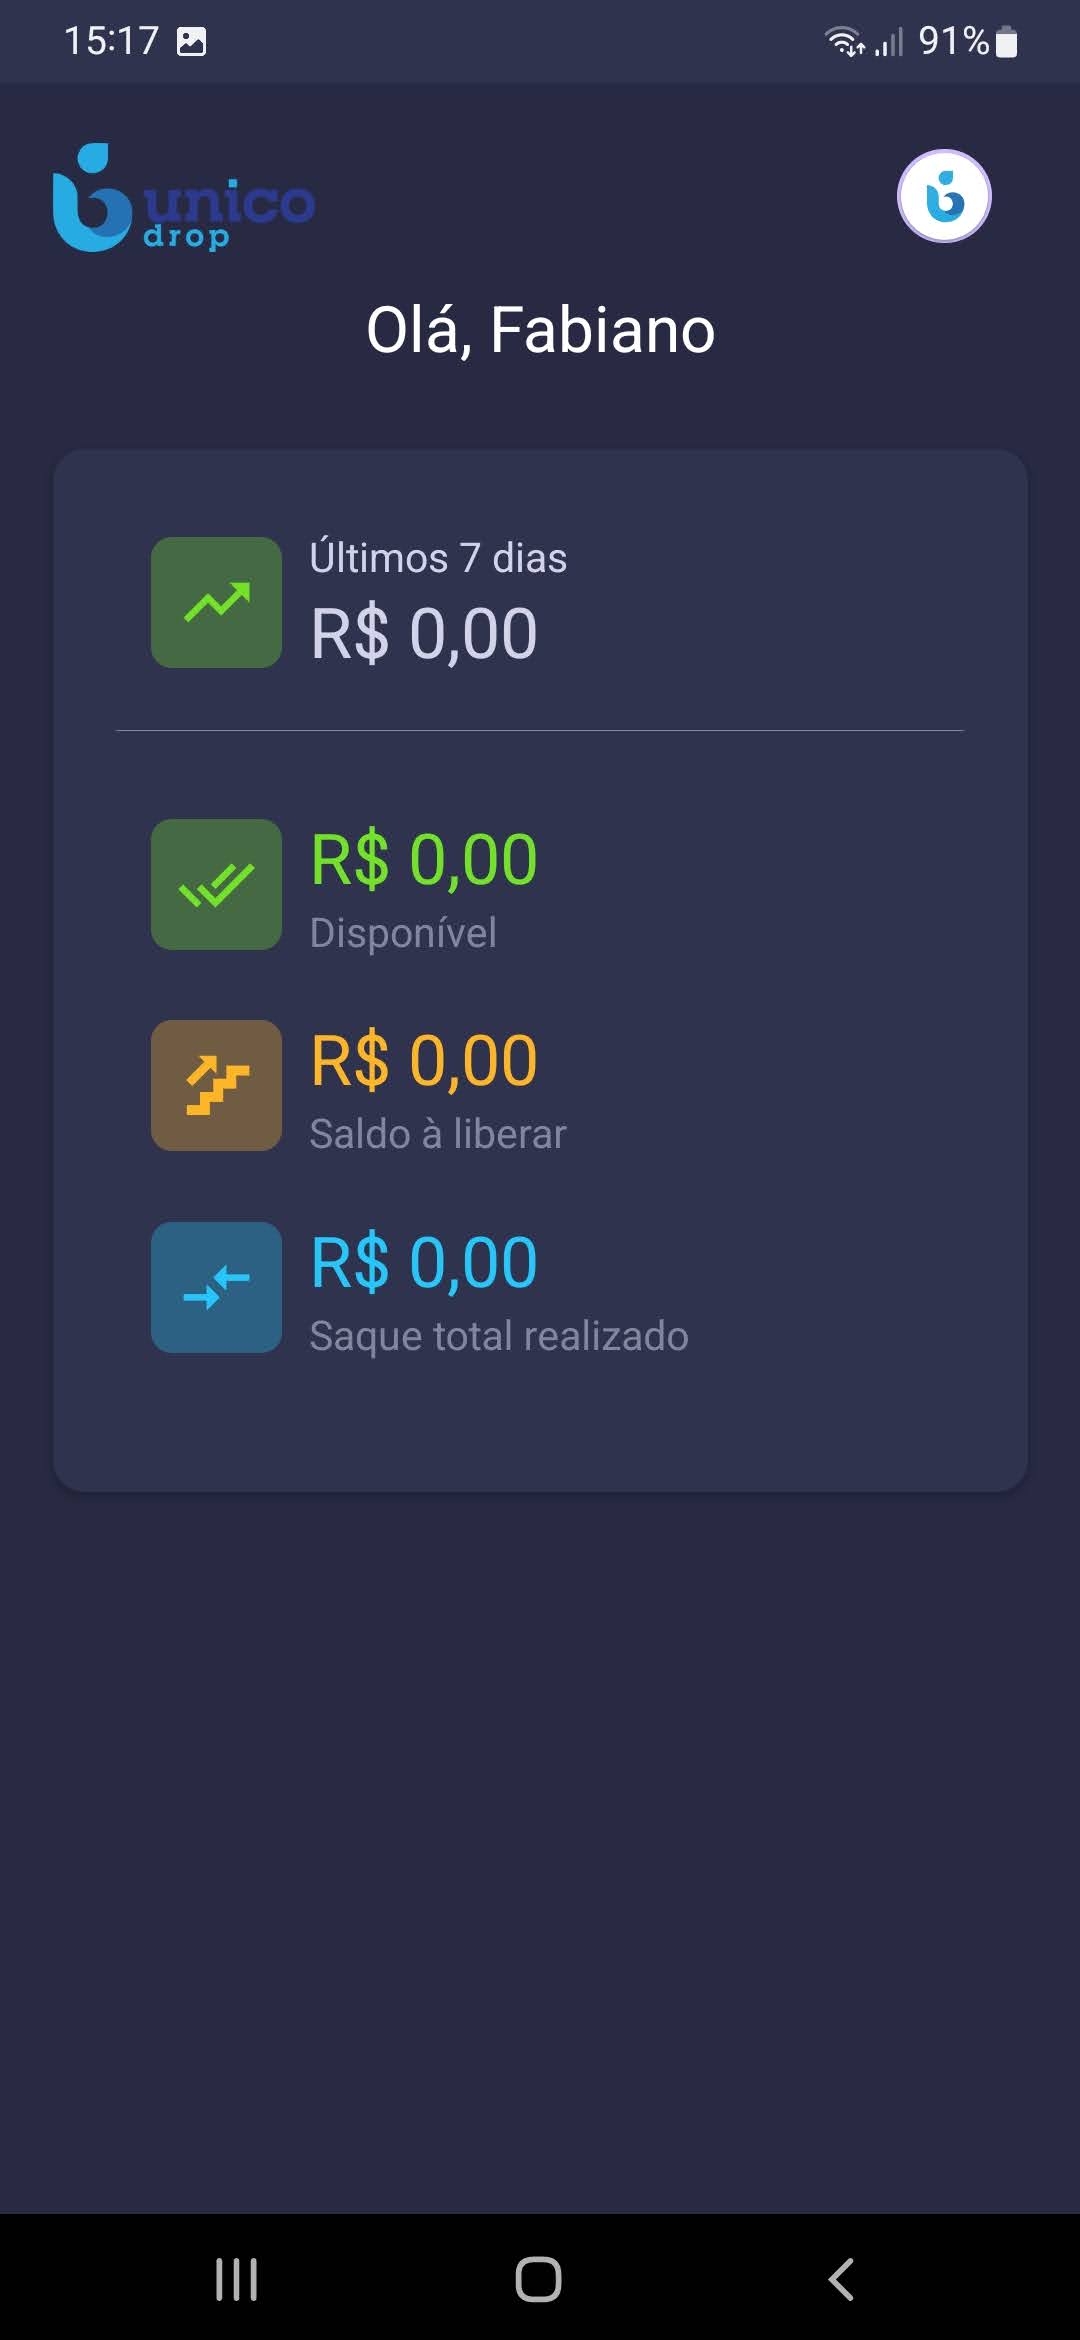 15:17
91%
unico
drop
Olá, Fabiano
Últimos 7 dias
R$ 0,00
R$ 0,00
Disponível
R$ 0,00
Saldo à liberar
R$ 0,00
Saque total realizado